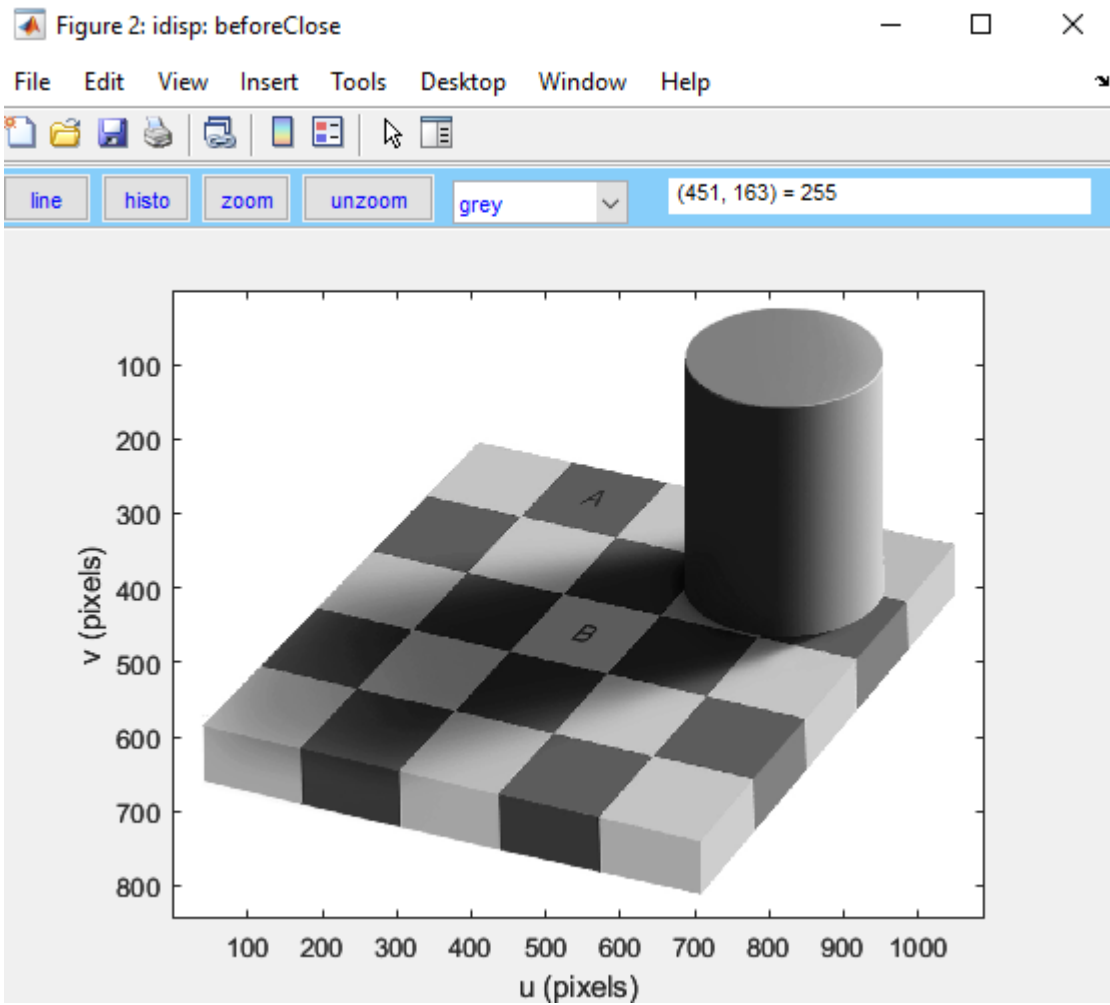 Figure 2: idisp: beforeClose
File Edit View Insert Tools Desktop Window Help
line histo zoom unzoom grey (451, 163) = 255
100
200
300
400
500
600
700
800
v (pixels)
A
B
100 200 300 400 500 600 700 800 900 1000
u (pixels)